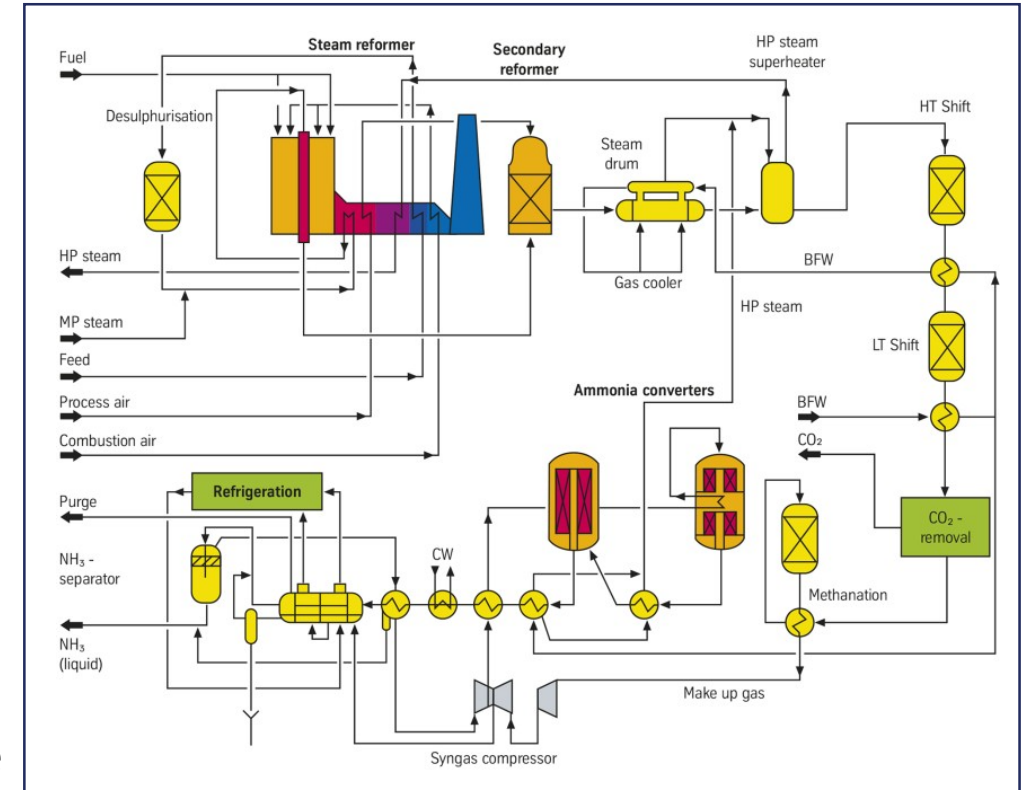 Fuel
Steam reformer
Secondary
reformer
HP steam
superheater
HT Shift
Desulphurisation
Steam
drum
HP steam
BFW
Gas cooler
HP steam
MP steam
LT Shift
Feed
Ammonia converters
Process air
BFW
CO₂
Combustion air
Refrigeration
Purge
CO₂ -
removal
CW
NH₃ -
separator
Methanation
NH₃
(liquid)
Make up gas
Syngas compressor